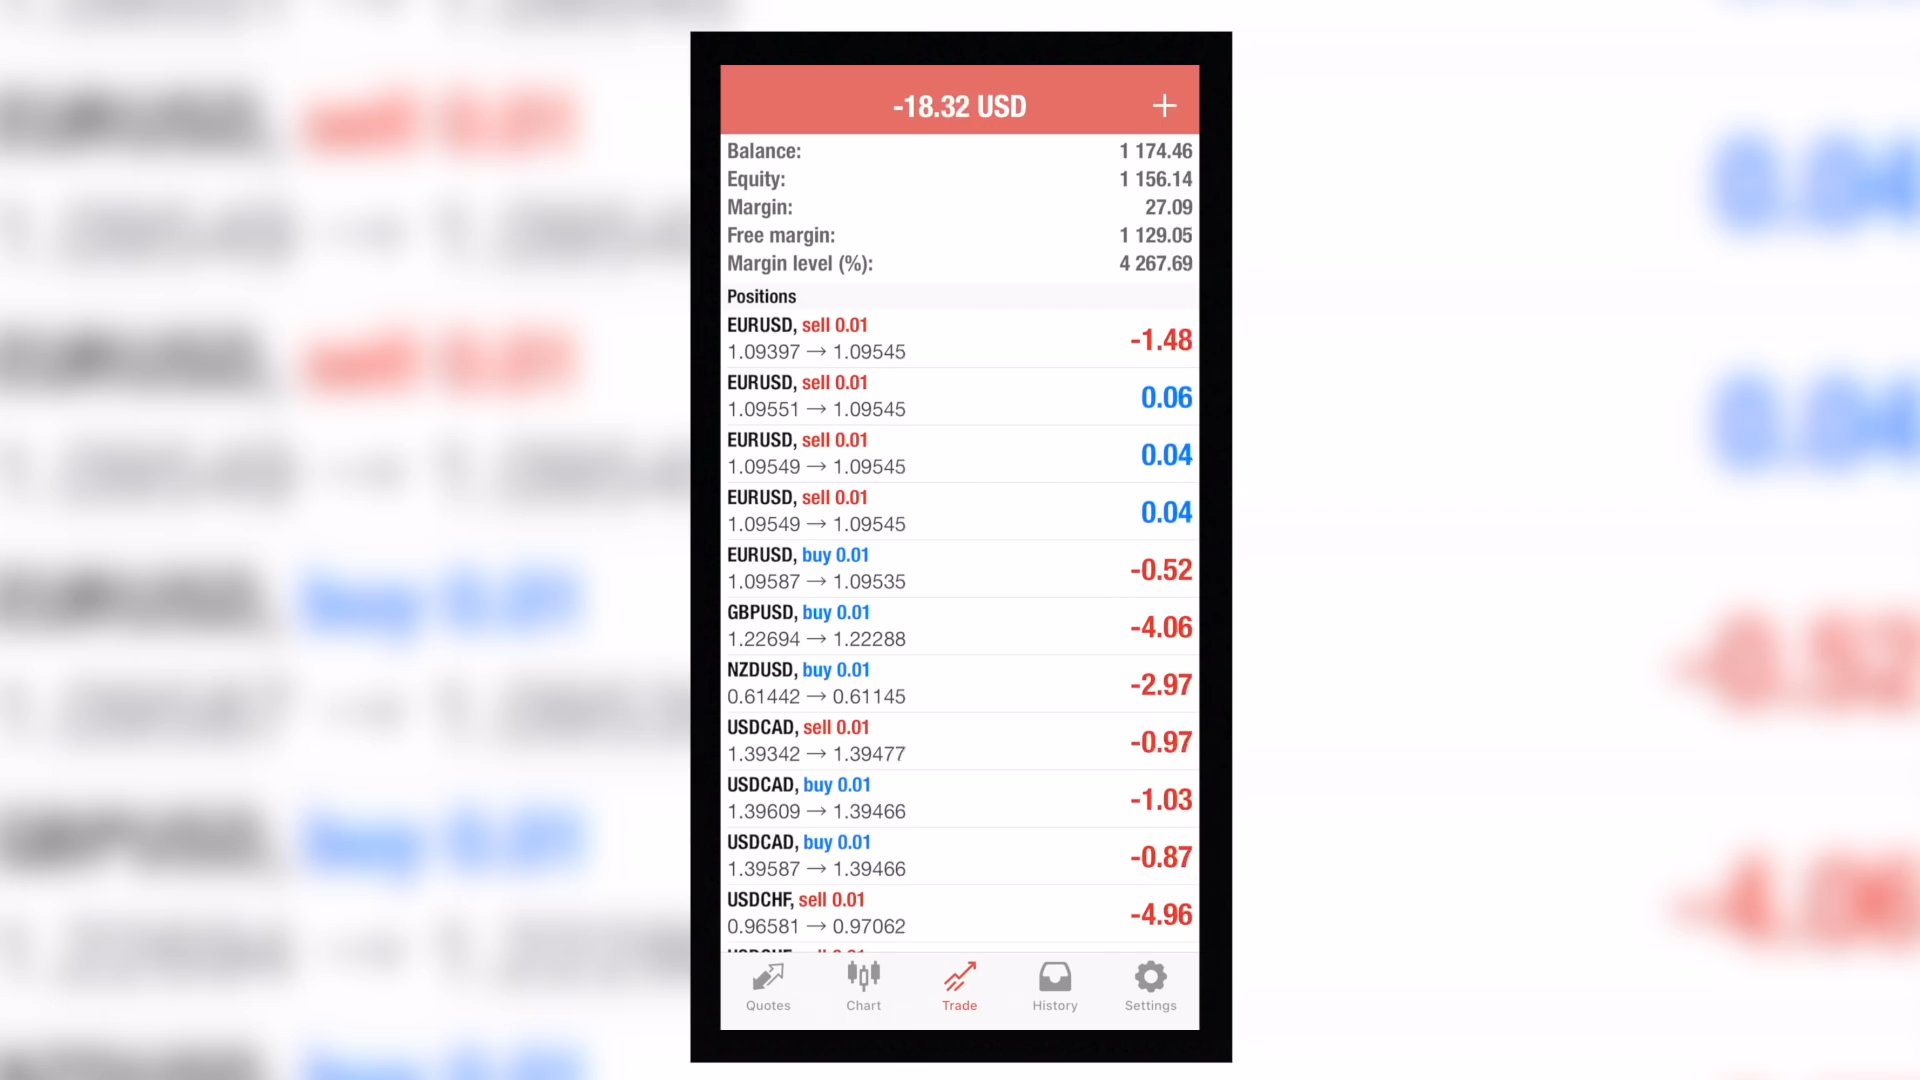 -18.32 USD +
Balance: 1 174.46
Equity: 1 156.14
Margin: 27.09
Free margin: 1 129.05
Margin level (%): 4 267.69
Positions
EURUSD, sell 0.01 -1.48
1.09397 → 1.09545
EURUSD, sell 0.01 0.06
1.09551 → 1.09545
EURUSD, sell 0.01 0.04
1.09549 → 1.09545
EURUSD, sell 0.01 0.04
1.09549 → 1.09545
EURUSD, buy 0.01 -0.52
1.09587 → 1.09535
GBPUSD, buy 0.01 -4.06
1.22694 → 1.22288
NZDUSD, buy 0.01 -2.97
0.61442 → 0.61145
USDCAD, sell 0.01 -0.97
1.39342 → 1.39477
USDCAD, buy 0.01 -1.03
1.39609 → 1.39466
USDCAD, buy 0.01 -0.87
1.39587 → 1.39466
USDCHF, sell 0.01 -4.96
0.96581 → 0.97062
Quotes Chart Trade History Settings